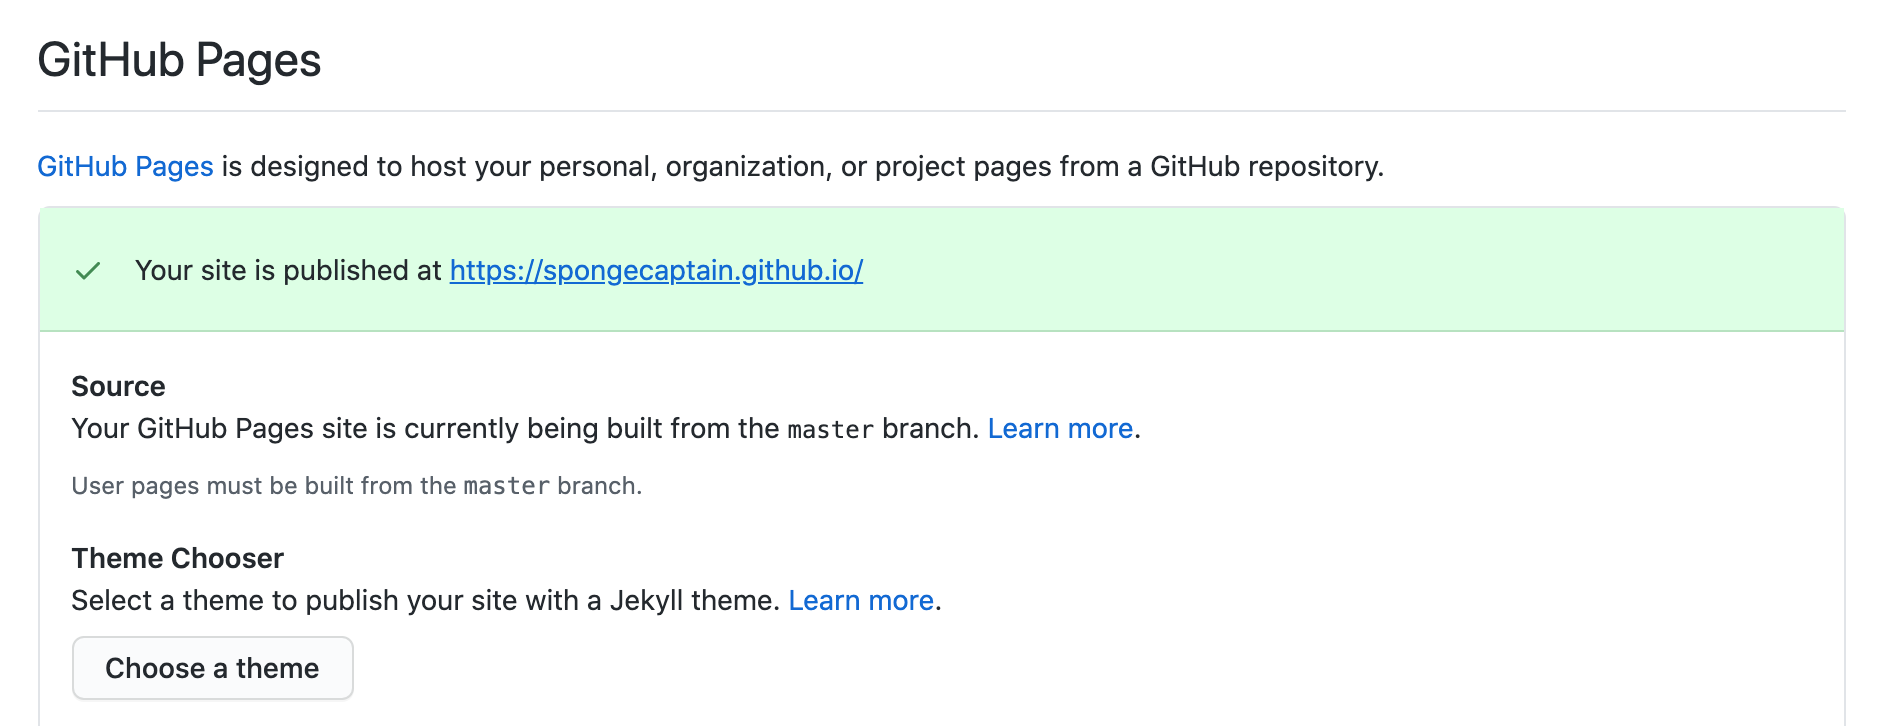 GitHub Pages
GitHub Pages is designed to host your personal, organization, or project pages from a GitHub repository.
Your site is published at https://spongecaptain.github.io/
Source
Your GitHub Pages site is currently being built from the master branch. Learn more.
User pages must be built from the master branch.
Theme Chooser
Select a theme to publish your site with a Jekyll theme. Learn more.
Choose a theme